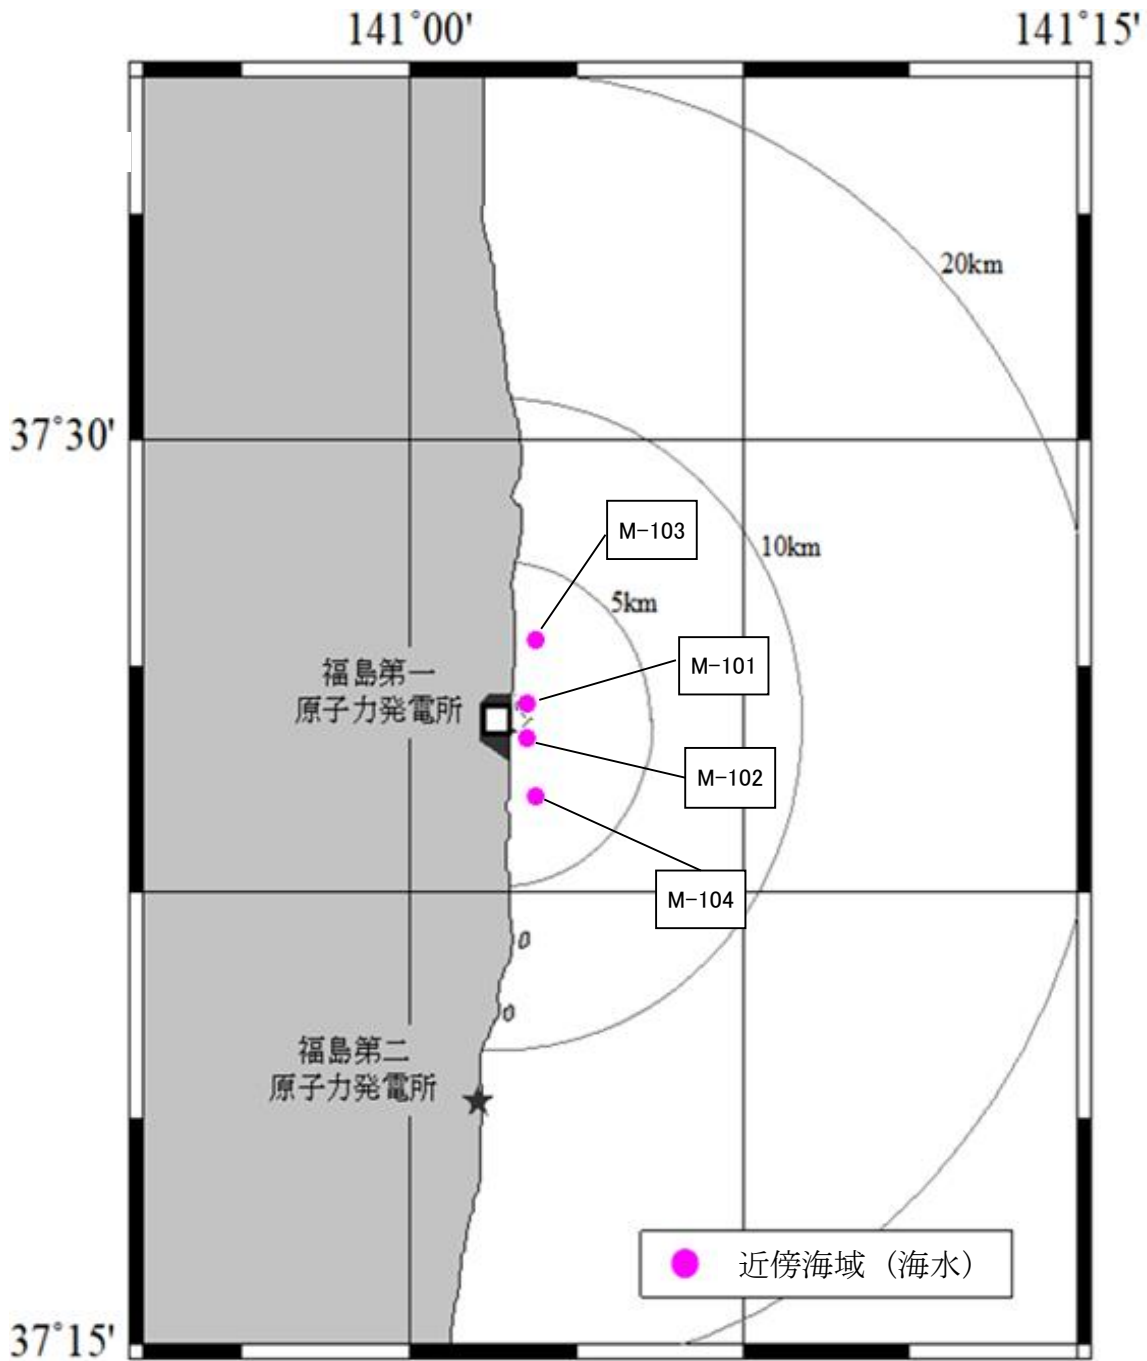 141°00'
141°15'
20km
37°30'
M-103
10km
5km
福島第一
原子力発電所
M-101
M-102
M-104
福島第二
原子力発電所
近傍海域（海水）
37°15'